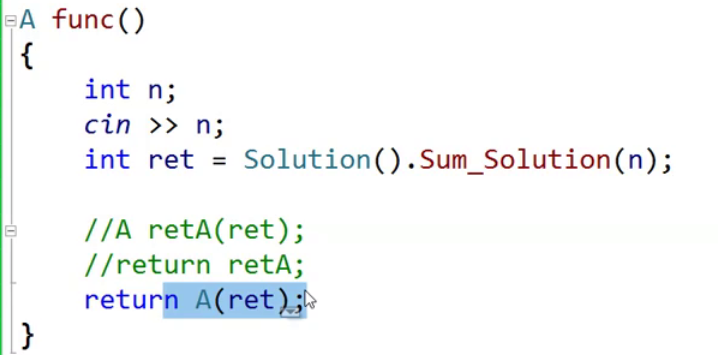 A func()
{
    int n;
    cin >> n;
    int ret = Solution().Sum_Solution(n);

    //A retA(ret);
    //return retA;
    return A(ret);
}